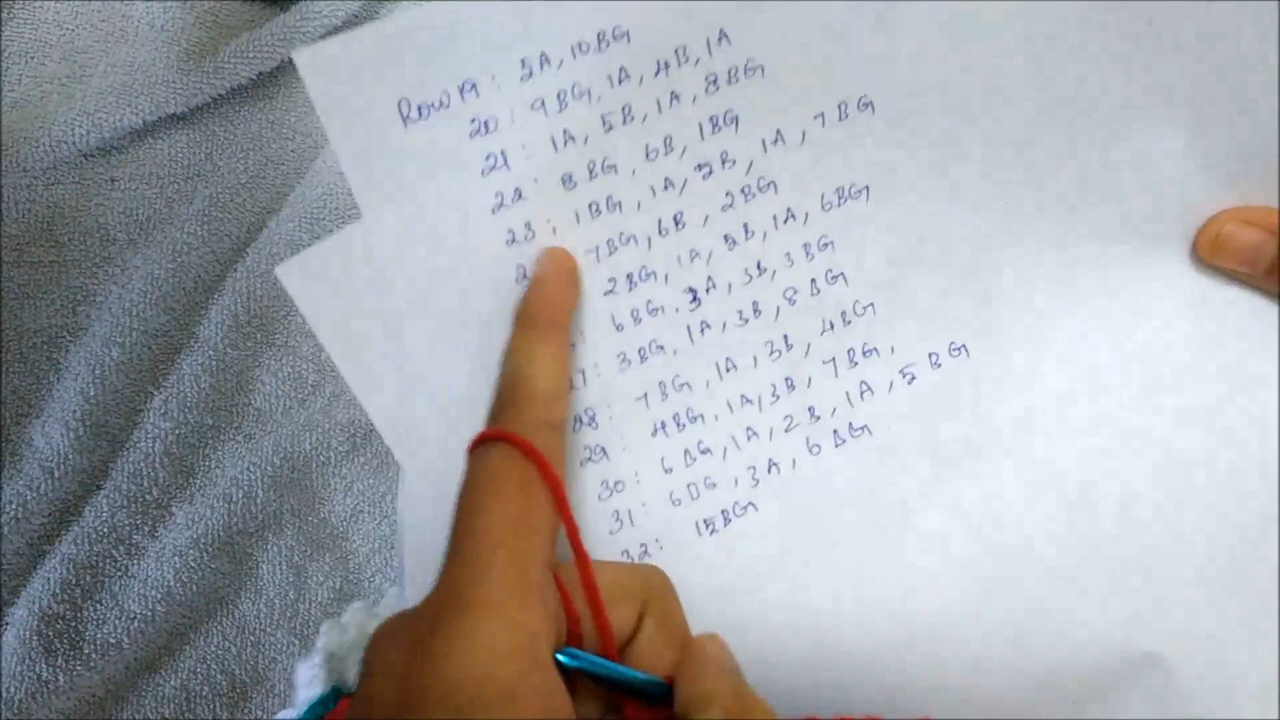 Row 19: 5A, 10BG
20: 9BG, 1A, 4B, 1A
21: 1A, 5B, 1A, 8BG
22: 8BG, 6B, 1BG
23: 1BG, 1A, 5B, 1A, 7BG
2 7BG, 6B, 2BG
2BG, 1A, 5B, 1A, 6BG
6BG, 3A, 3B, 3BG
27: 3BG, 1A, 3B, 8BG
28: 7BG, 1A, 3B, 4BG
29: 4BG, 1A, 3B, 7BG,
30: 6BG, 1A, 2B, 1A, 5BG
31: 6BG, 3A, 6BG
32: 15BG